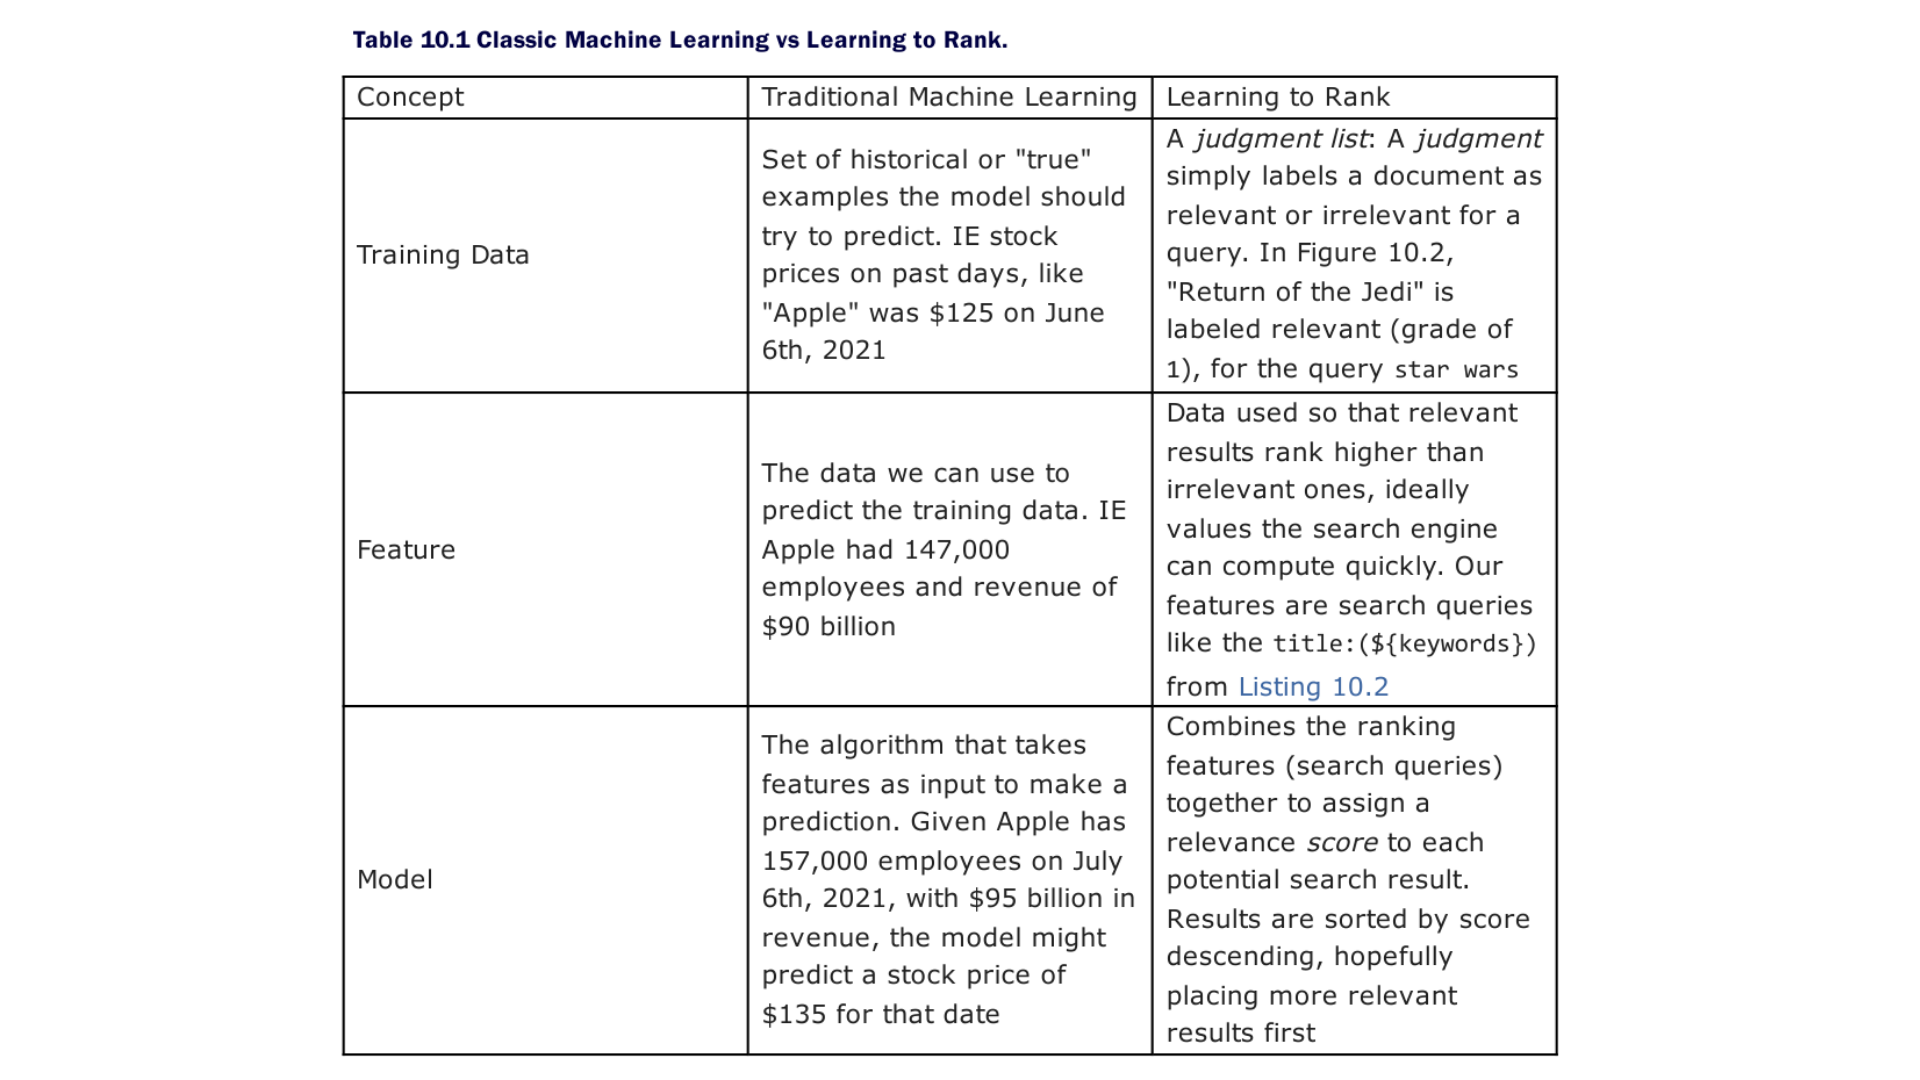 Table 10.1 Classic Machine Learning vs Learning to Rank.
Concept
Traditional Machine Learning
Learning to Rank
Training Data
Set of historical or "true"
examples the model should
try to predict. IE stock
prices on past days, like
"Apple" was $125 on June
6th, 2021
A judgment list: A judgment
simply labels a document as
relevant or irrelevant for a
query. In Figure 10.2,
"Return of the Jedi" is
labeled relevant (grade of
1), for the query star wars
Feature
The data we can use to
predict the training data. IE
Apple had 147,000
employees and revenue of
$90 billion
Data used so that relevant
results rank higher than
irrelevant ones, ideally
values the search engine
can compute quickly. Our
features are search queries
like the title:(${keywords})
from Listing 10.2
Model
The algorithm that takes
features as input to make a
prediction. Given Apple has
157,000 employees on July
6th, 2021, with $95 billion in
revenue, the model might
predict a stock price of
$135 for that date
Combines the ranking
features (search queries)
together to assign a
relevance score to each
potential search result.
Results are sorted by score
descending, hopefully
placing more relevant
results first